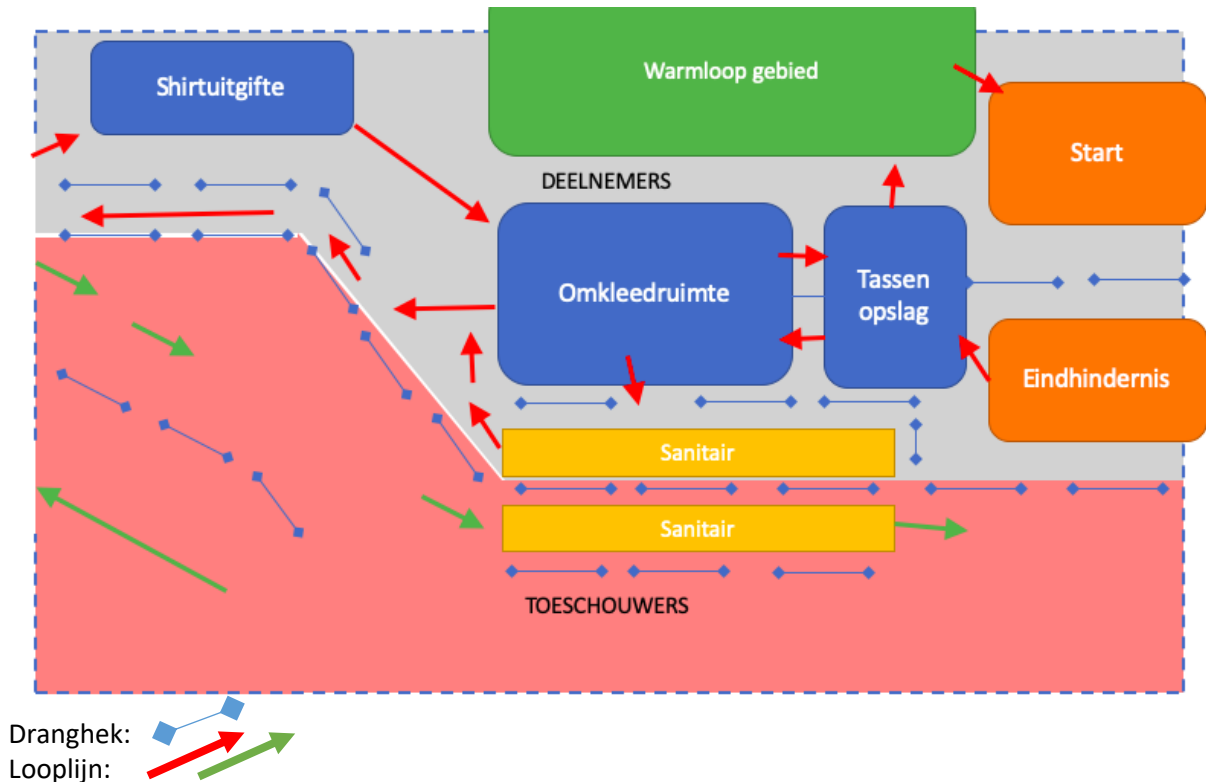 Warmloop gebied
Shirtuitgifte
Start
DEELNEMERS
Omkleedruimte
Tassen
opslag
Eindhindernis
Sanitair
Sanitair
TOESCHOUWERS
Dranghek:
Looplijn: